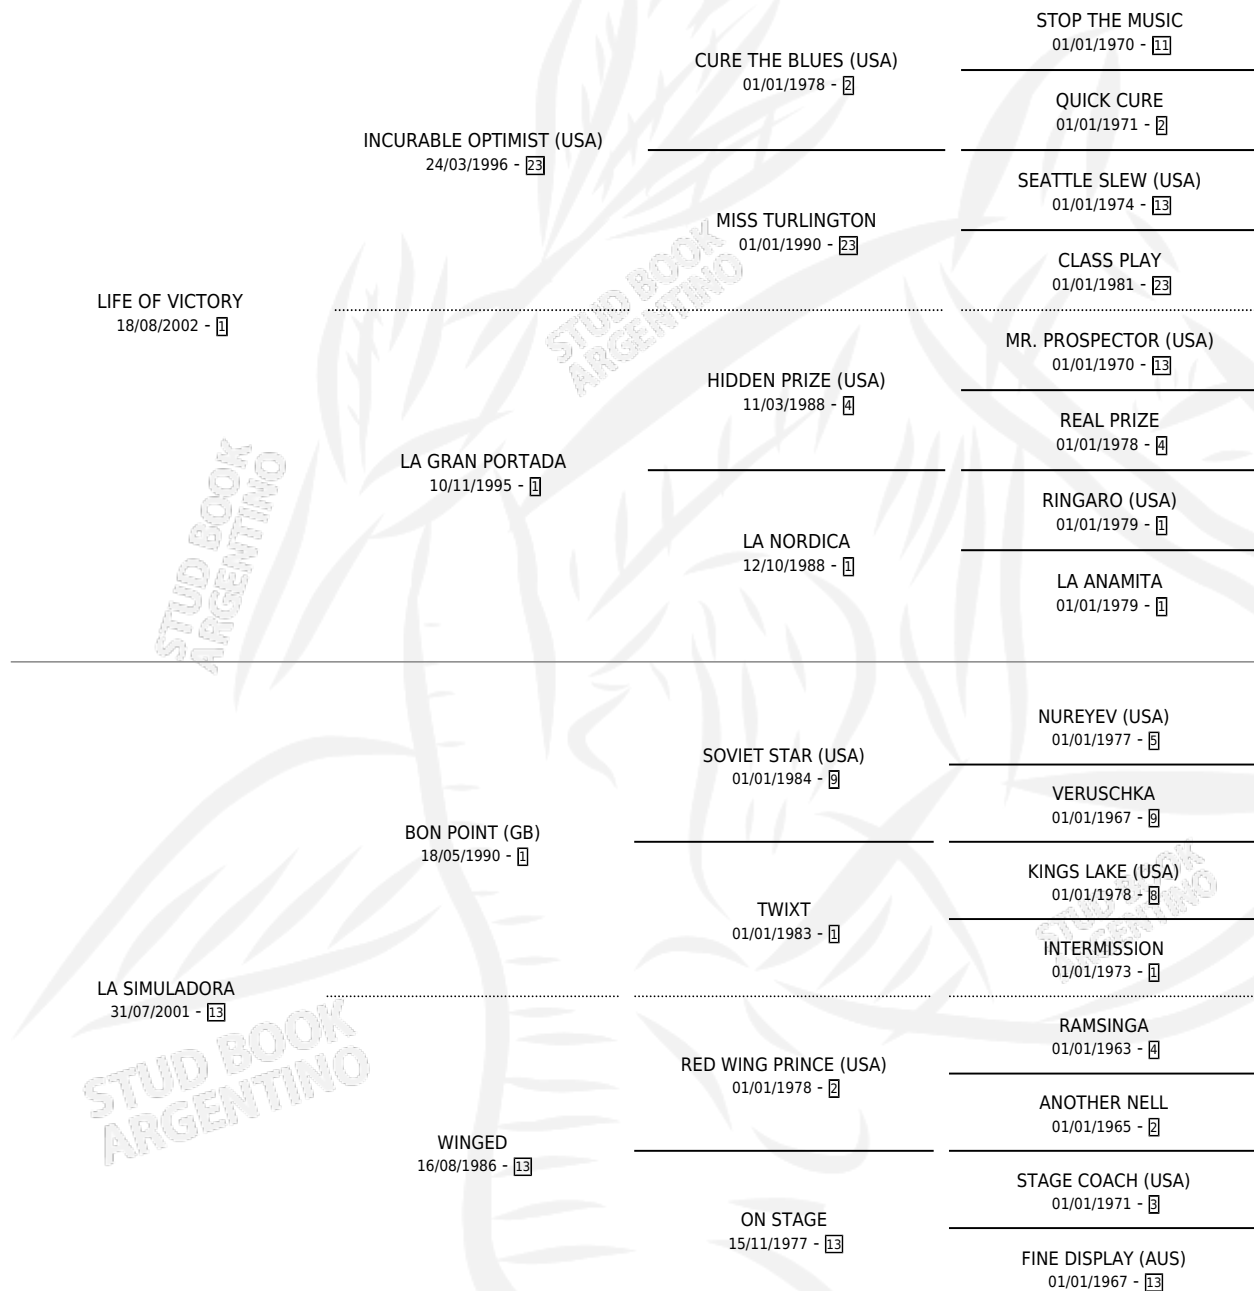 STOP THE MUSIC
01/01/1970 - 11
CURE THE BLUES (USA)
01/01/1978 - 2
QUICK CURE
01/01/1971 - 2
INCURABLE OPTIMIST (USA)
24/03/1996 - 23
SEATTLE SLEW (USA)
01/01/1974 - 13
MISS TURLINGTON
01/01/1990 - 23
CLASS PLAY
01/01/1981 - 23
LIFE OF VICTORY
18/08/2002 - 1
MR. PROSPECTOR (USA)
01/01/1970 - 13
HIDDEN PRIZE (USA)
11/03/1988 - 4
REAL PRIZE
01/01/1978 - 4
LA GRAN PORTADA
10/11/1995 - 1
RINGARO (USA)
01/01/1979 - 1
LA NORDICA
12/10/1988 - 1
LA ANAMITA
01/01/1979 - 1
NUREYEV (USA)
01/01/1977 - 5
SOVIET STAR (USA)
01/01/1984 - 9
VERUSCHKA
01/01/1967 - 9
BON POINT (GB)
18/05/1990 - 1
KINGS LAKE (USA)
01/01/1978 - 8
TWIXT
01/01/1983 - 1
INTERMISSION
01/01/1973 - 1
LA SIMULADORA
31/07/2001 - 13
RAMSINGA
01/01/1963 - 4
RED WING PRINCE (USA)
01/01/1978 - 2
ANOTHER NELL
01/01/1965 - 2
WINGED
16/08/1986 - 13
STAGE COACH (USA)
01/01/1971 - 3
ON STAGE
15/11/1977 - 13
FINE DISPLAY (AUS)
01/01/1967 - 13
STUD BOOK
ARGENTINO
STUD BOOK
ARGENTINO
STUD BOOK
ARGENTINO
STUD BOOK
ARGENTINO